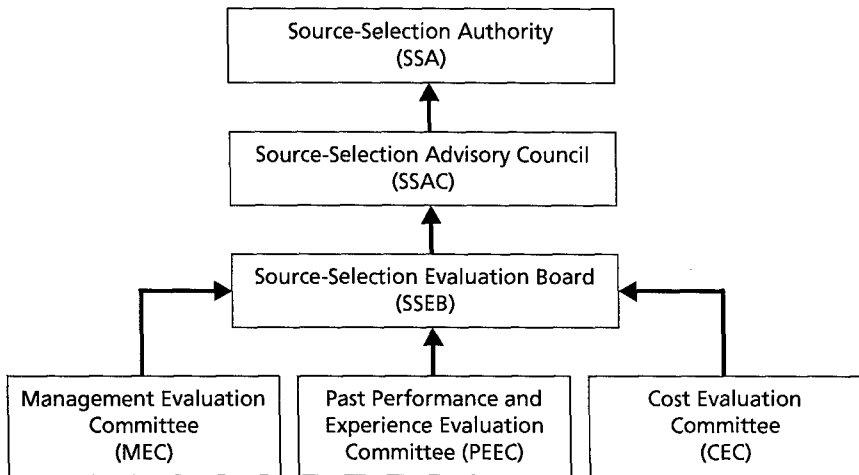 Source-Selection Authority
(SSA)
Source-Selection Advisory Council
(SSAC)
Source-Selection Evaluation Board
(SSEB)
Management Evaluation
Committee
(MEC)
Past Performance and
Experience Evaluation
Committee (PEEC)
Cost Evaluation
Committee
(CEC)